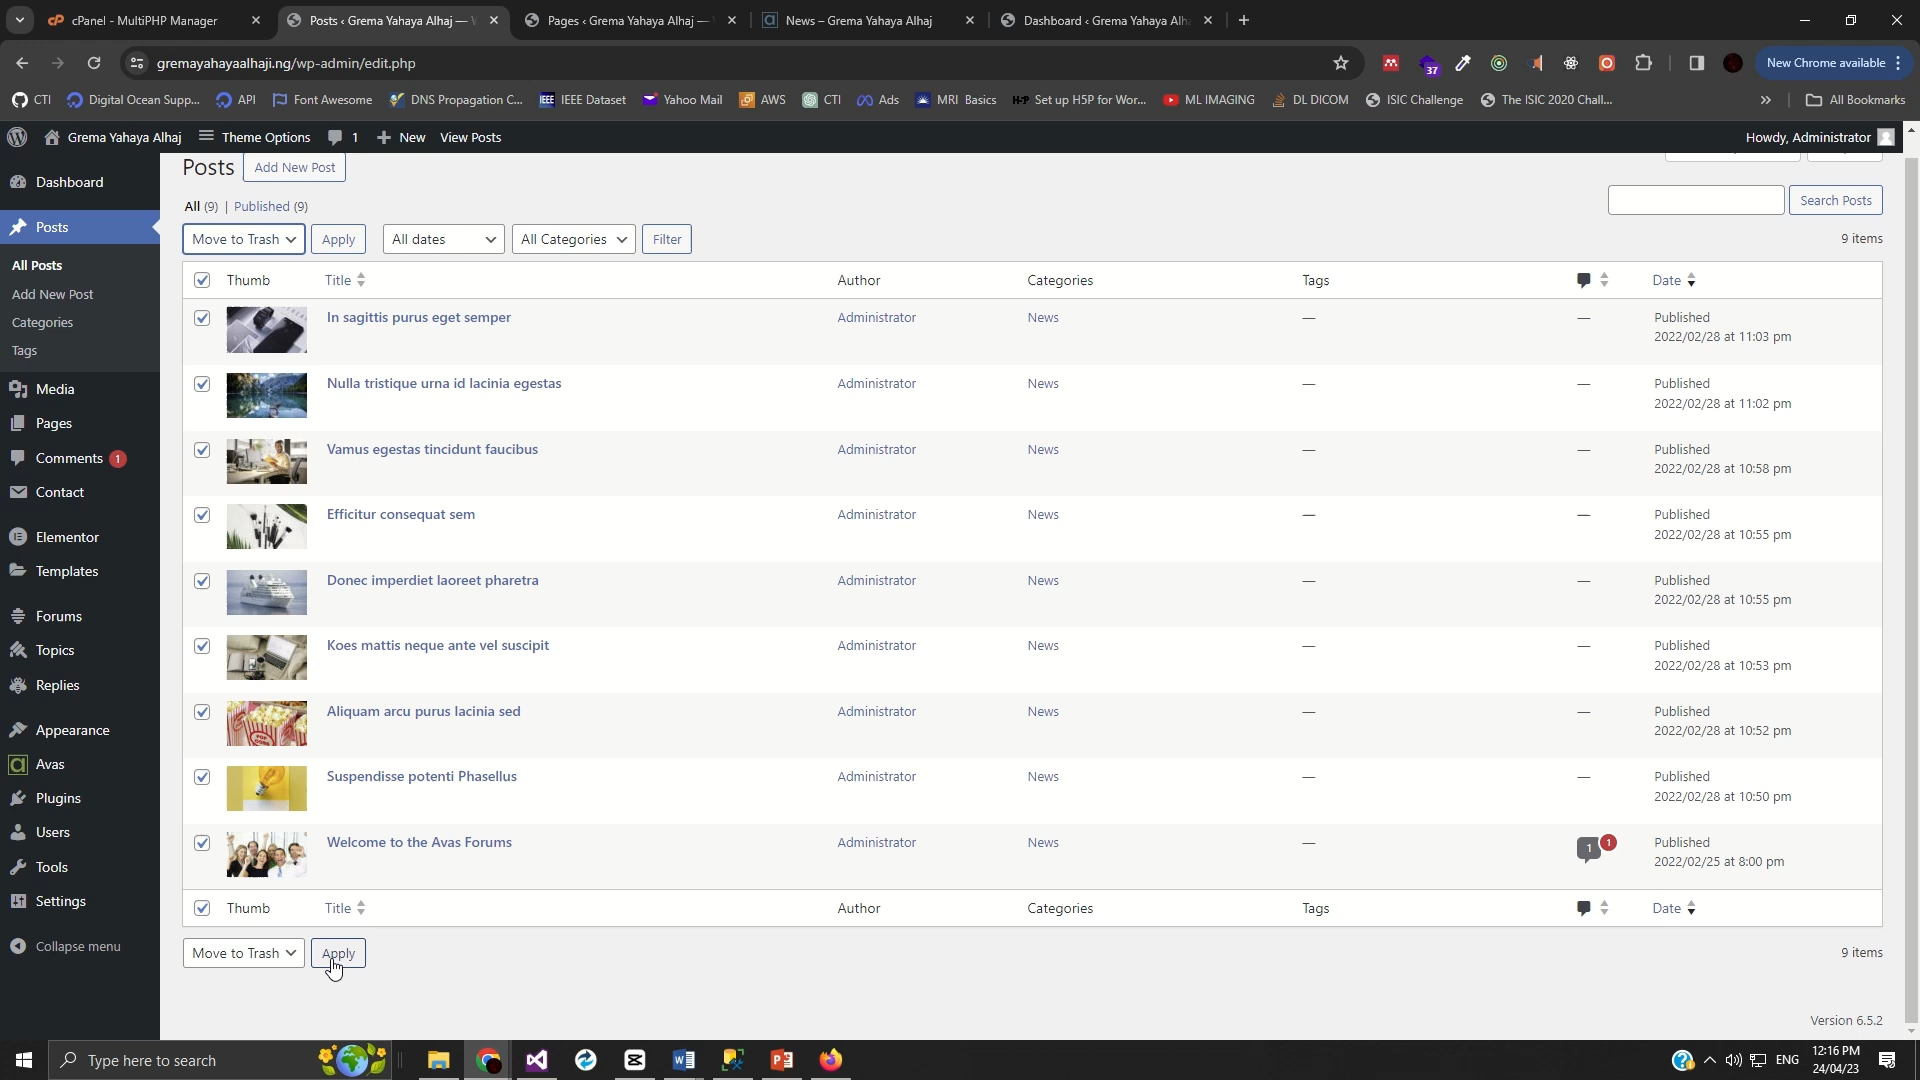 cPanel - MultiPHP Manager
Posts ‹ Grema Yahaya Alhaj — W
Pages ‹ Grema Yahaya Alhaj —
News – Grema Yahaya Alhaj
Dashboard ‹ Grema Yahaya Alh
gremayahayaalhaji.ng/wp-admin/edit.php
37
New Chrome available
CTI
Digital Ocean Supp...
API
Font Awesome
DNS Propagation C...
IEEE Dataset
Yahoo Mail
AWS
CTI
Ads
MRI Basics
Set up H5P for Wor...
ML IMAGING
DL DICOM
ISIC Challenge
The ISIC 2020 Chall...
All Bookmarks
Grema Yahaya Alhaj
Theme Options
1
New
View Posts
Howdy, Administrator
Dashboard
Posts
All Posts
Add New Post
Categories
Tags
Media
Pages
Comments 1
Contact
Elementor
Templates
Forums
Topics
Replies
Appearance
Avas
Plugins
Users
Tools
Settings
Collapse menu
Posts Add New Post
All (9) | Published (9)
Search Posts
Move to Trash Apply All dates All Categories Filter 9 items
Thumb Title Author Categories Tags Date
In sagittis purus eget semper Administrator News — — Published
2022/02/28 at 11:03 pm
Nulla tristique urna id lacinia egestas Administrator News — — Published
2022/02/28 at 11:02 pm
Vamus egestas tincidunt faucibus Administrator News — — Published
2022/02/28 at 10:58 pm
Efficitur consequat sem Administrator News — — Published
2022/02/28 at 10:55 pm
Donec imperdiet laoreet pharetra Administrator News — — Published
2022/02/28 at 10:55 pm
Koes mattis neque ante vel suscipit Administrator News — — Published
2022/02/28 at 10:53 pm
Aliquam arcu purus lacinia sed Administrator News — — Published
2022/02/28 at 10:52 pm
Suspendisse potenti Phasellus Administrator News — — Published
2022/02/28 at 10:50 pm
Welcome to the Avas Forums Administrator News — 1 1 Published
2022/02/25 at 8:00 pm
Thumb Title Author Categories Tags Date
Move to Trash Apply 9 items
Version 6.5.2
Type here to search
ENG
12:16 PM
24/04/23